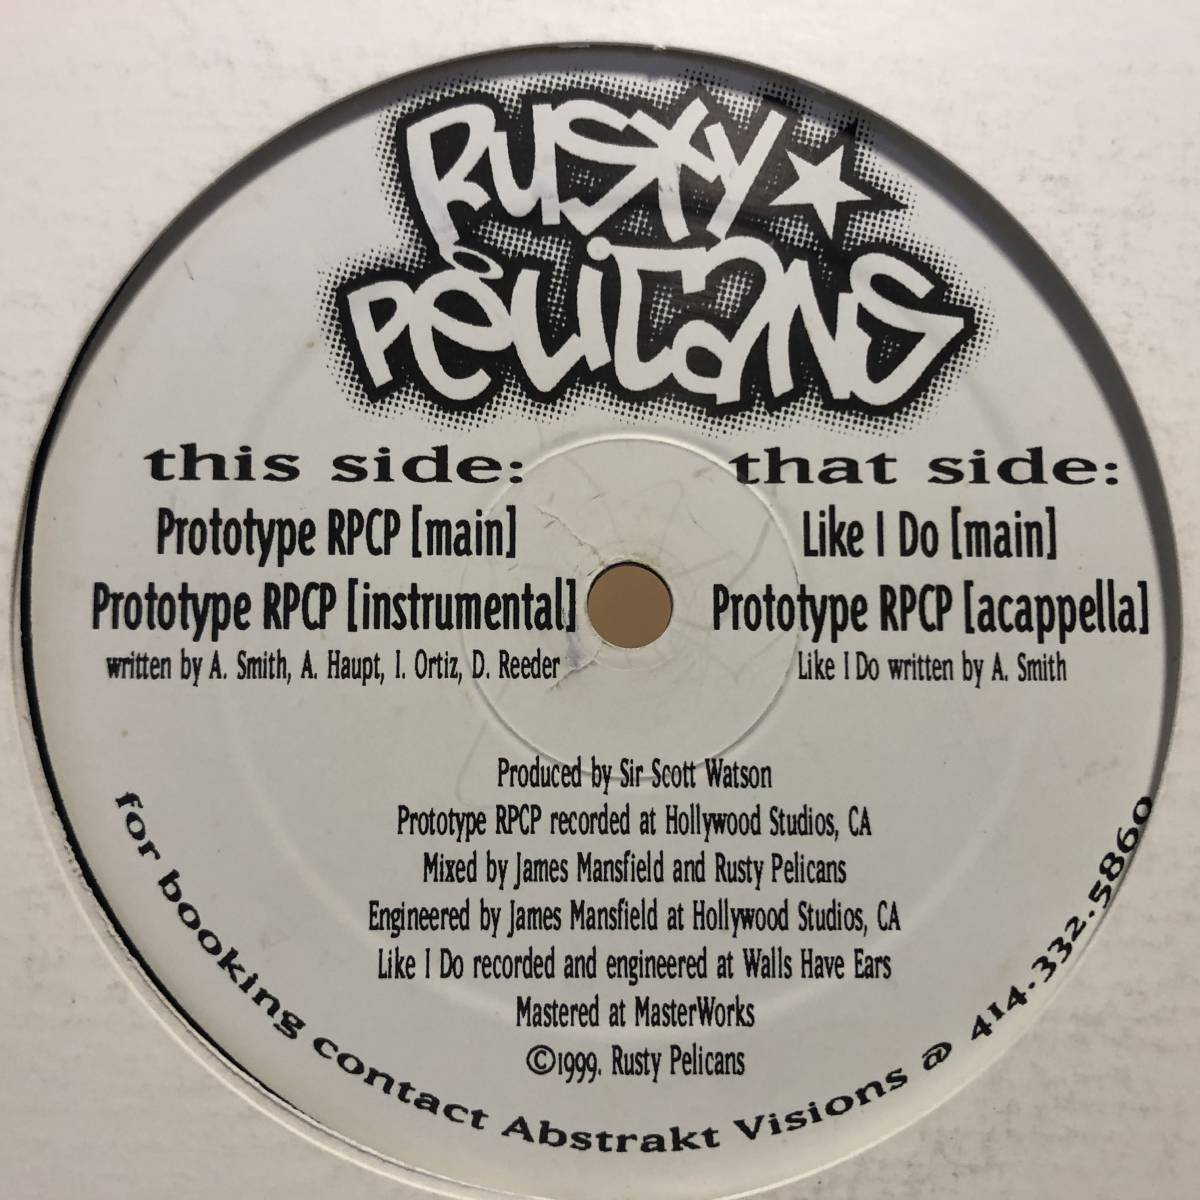 RUSTY
PELICANS
this side:
Prototype RPCP [main]
Prototype RPCP [instrumental]
written by A. Smith, A. Haupt, I. Ortiz, D. Reeder
that side:
Like I Do [main]
Prototype RPCP [acappella]
Like I Do written by A. Smith
Produced by Sir Scott Watson
Prototype RPCP recorded at Hollywood Studios, CA
Mixed by James Mansfield and Rusty Pelicans
Engineered by James Mansfield at Hollywood Studios, CA
Like I Do recorded and engineered at Walls Have Ears
Mastered at MasterWorks
©1999. Rusty Pelicans
for booking contact Abstrakt Visions @ 414.332.5860